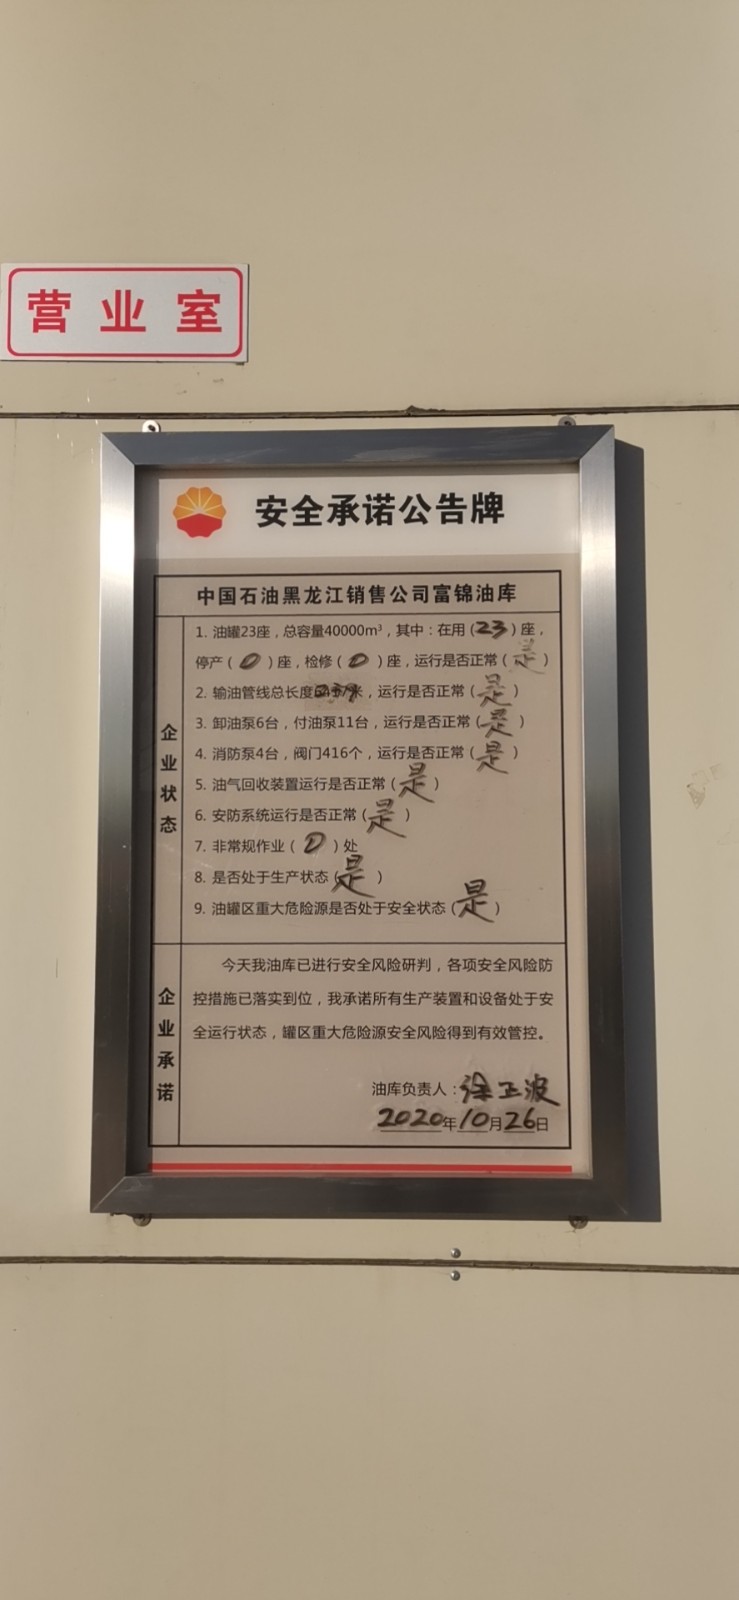 营业室
安全承诺公告牌
中国石油黑龙江销售公司富锦油库
企业状态
1. 油罐23座，总容量40000m³，其中：在用（23）座，
停产（0）座，检修（0）座，运行是否正常（是）
2. 输油管线总长度米，运行是否正常（是）
3. 卸油泵6台，付油泵11台，运行是否正常（是）
4. 消防泵4台，阀门416个，运行是否正常（是）
5. 油气回收装置运行是否正常（是）
6. 安防系统运行是否正常（是）
7. 非常规作业（0）处
8. 是否处于生产状态（是）
9. 油罐区重大危险源是否处于安全状态（是）
企业承诺
今天我油库已进行安全风险研判，各项安全风险防
控措施已落实到位，我承诺所有生产装置和设备处于安
全运行状态，罐区重大危险源安全风险得到有效管控。
油库负责人：徐正波
2020年10月26日